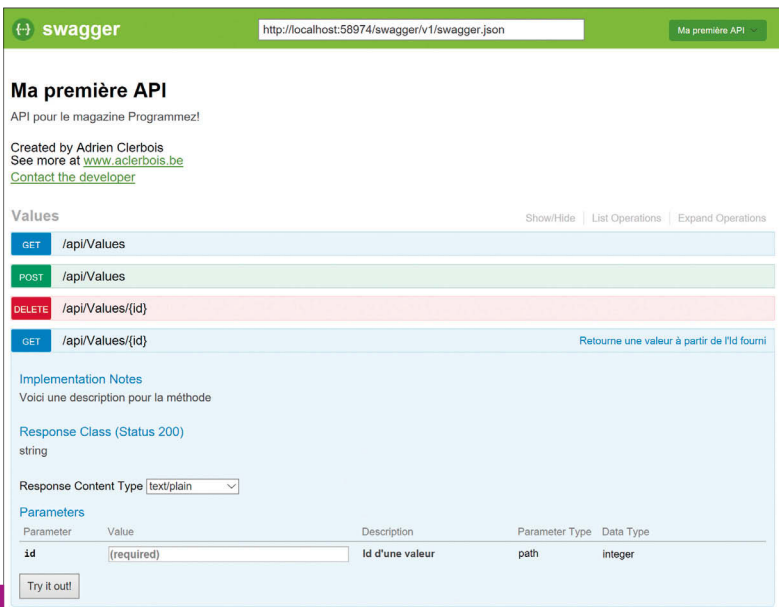 swagger http://localhost:58974/swagger/v1/swagger.json Ma première API
Ma première API
API pour le magazine Programmez!
Created by Adrien Clerbois
See more at www.aclerbois.be
Contact the developer
Values Show/Hide List Operations Expand Operations
GET /api/Values
POST /api/Values
DELETE /api/Values/{id}
GET /api/Values/{id} Retourne une valeur à partir de l'Id fourni
Implementation Notes
Voici une description pour la méthode
Response Class (Status 200)
string
Response Content Type text/plain
Parameters
Parameter Value Description Parameter Type Data Type
id (required) Id d'une valeur path integer
Try it out!